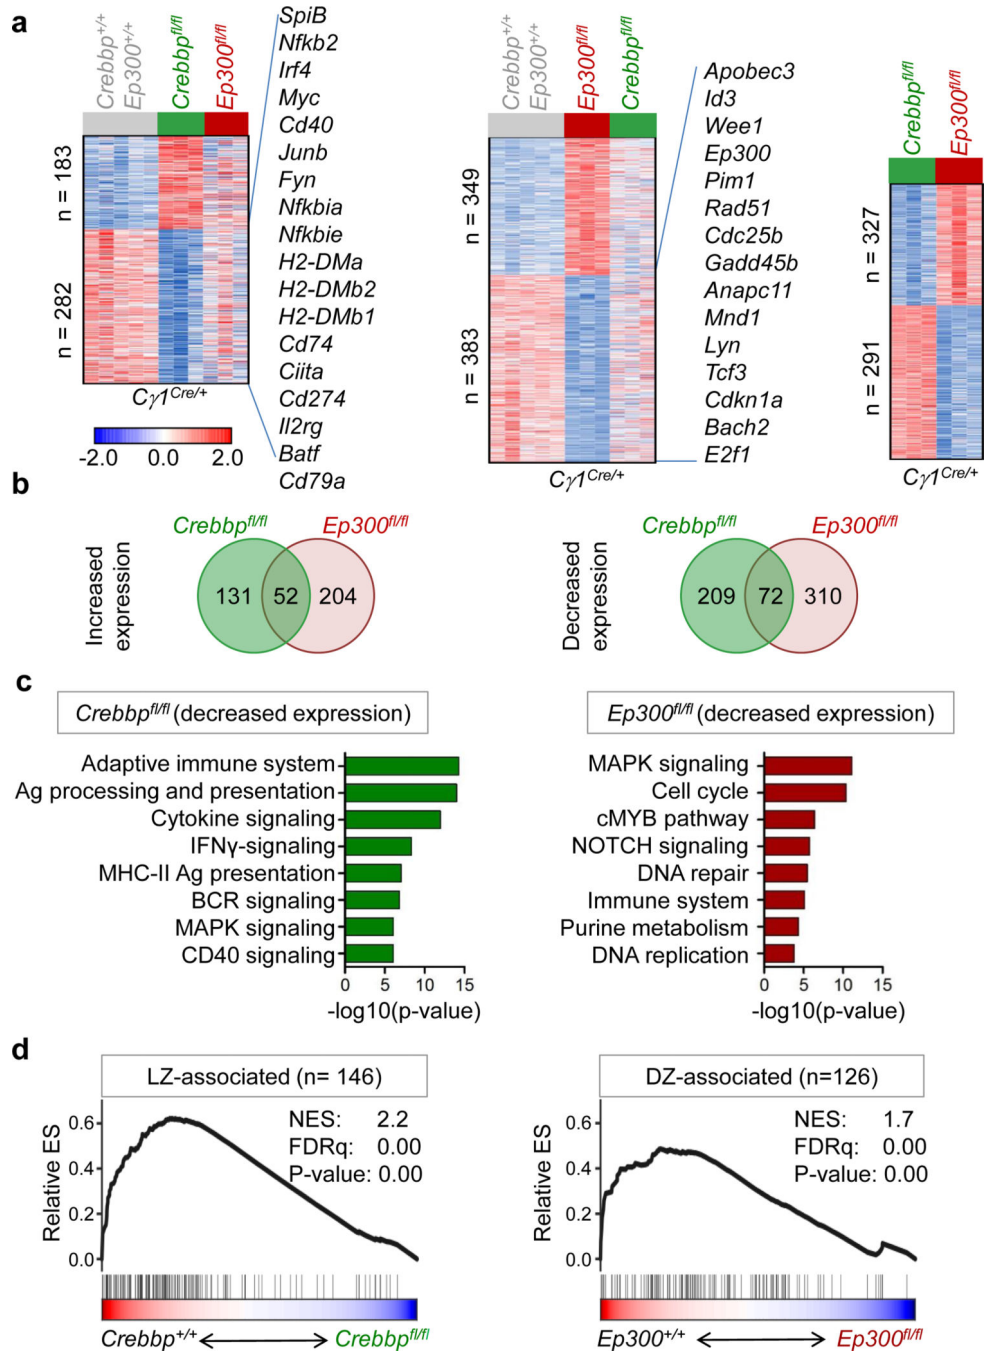 a
Crebbp+/+
Ep300+/+
Crebbpfl/fl
Ep300fl/fl
n = 183
n = 282
Cγ1Cre/+
-2.0 0.0 2.0
SpiB
Nfkb2
Irf4
Myc
Cd40
Junb
Fyn
Nfkbia
Nfkbie
H2-DMa
H2-DMb2
H2-DMb1
Cd74
Ciita
Cd274
Il2rg
Batf
Cd79a
Crebbp+/+
Ep300+/+
Ep300fl/fl
Crebbpfl/fl
n = 349
n = 383
Cγ1Cre/+
Apobec3
Id3
Wee1
Ep300
Pim1
Rad51
Cdc25b
Gadd45b
Anapc11
Mnd1
Lyn
Tcf3
Cdkn1a
Bach2
E2f1
Crebbpfl/fl
Ep300fl/fl
n = 327
n = 291
Cγ1Cre/+
b
Increased
expression
Crebbpfl/fl Ep300fl/fl
131 52 204
Decreased
expression
Crebbpfl/fl Ep300fl/fl
209 72 310
c
Crebbpfl/fl (decreased expression)
Adaptive immune system
Ag processing and presentation
Cytokine signaling
IFNγ-signaling
MHC-II Ag presentation
BCR signaling
MAPK signaling
CD40 signaling
0 5 10 15
-log10(p-value)
Ep300fl/fl (decreased expression)
MAPK signaling
Cell cycle
cMYB pathway
NOTCH signaling
DNA repair
Immune system
Purine metabolism
DNA replication
0 5 10 15
-log10(p-value)
d
LZ-associated (n= 146)
Relative ES
0.6
0.4
0.2
0.0
NES: 2.2
FDRq: 0.00
P-value: 0.00
Crebbp+/+ Crebbpfl/fl
DZ-associated (n=126)
Relative ES
0.6
0.4
0.2
0.0
NES: 1.7
FDRq: 0.00
P-value: 0.00
Ep300+/+ Ep300fl/fl